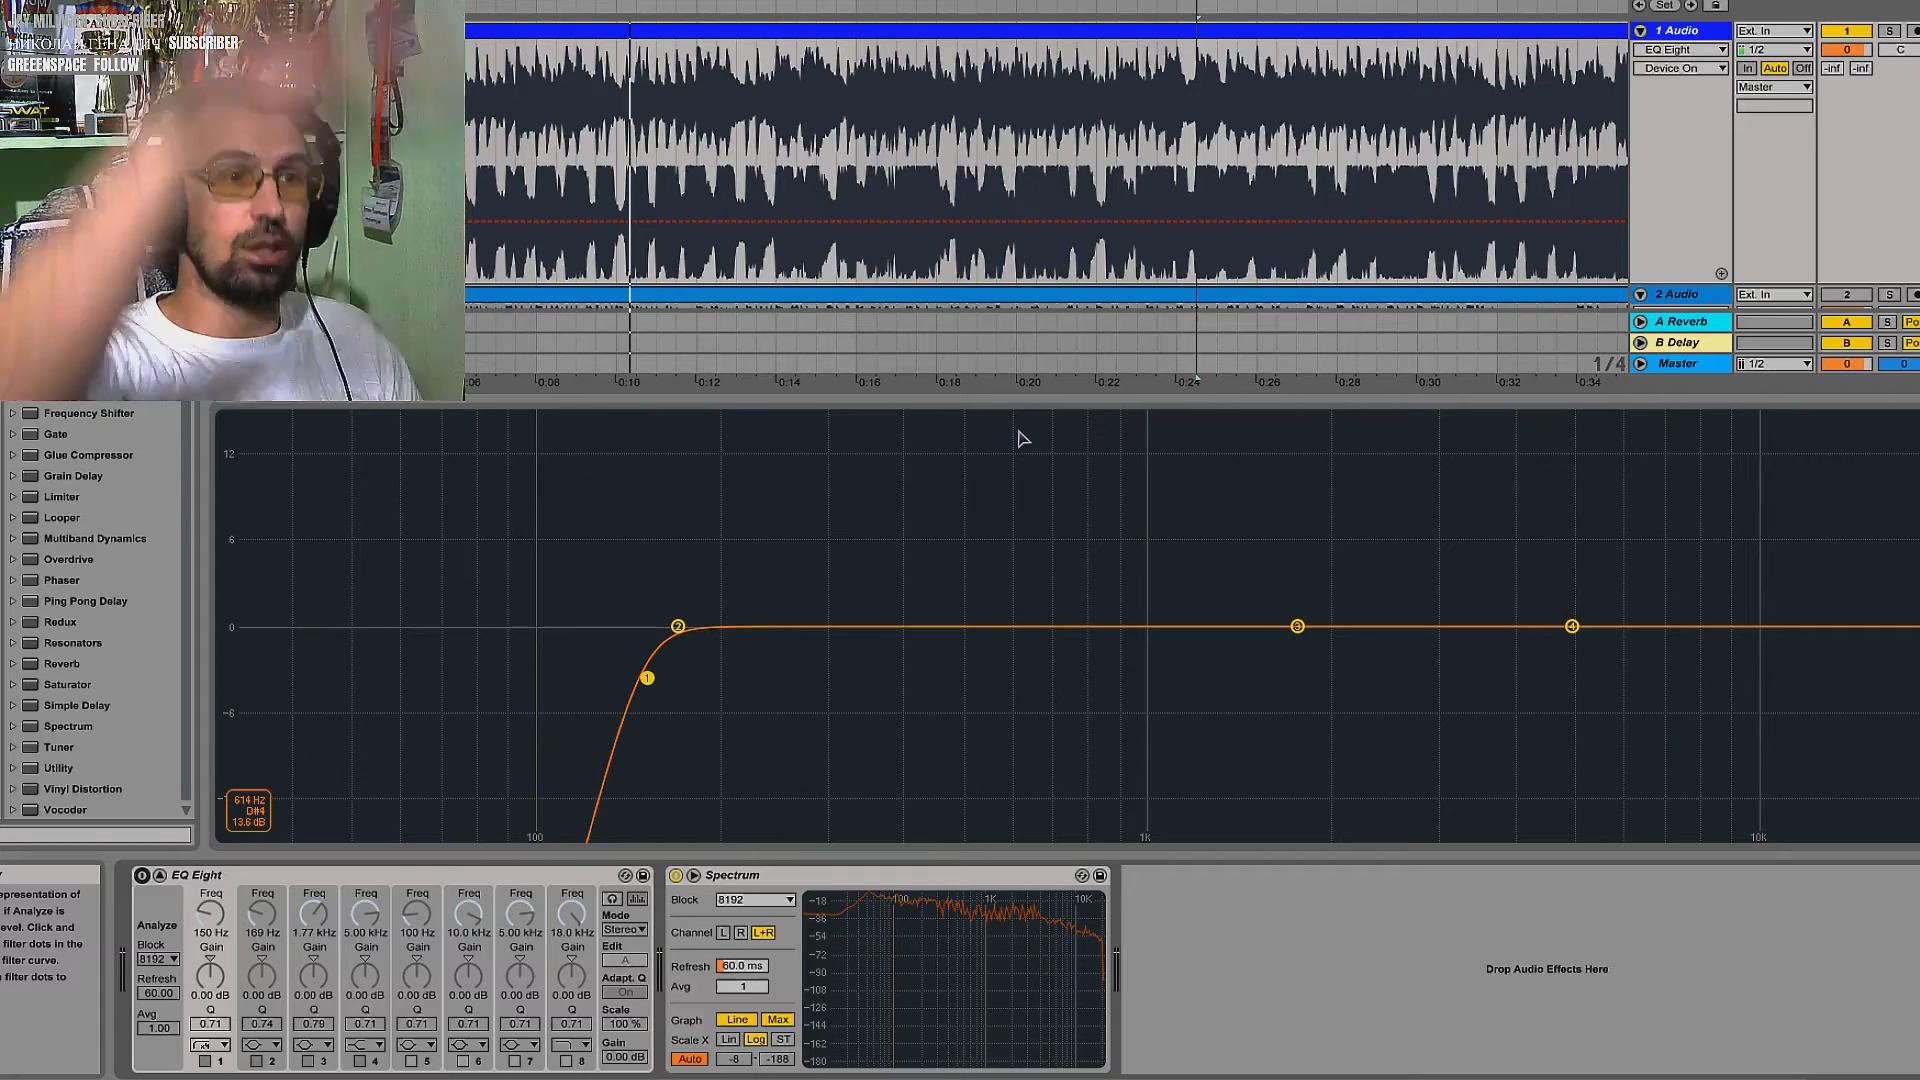 SUBSCRIBER
SUBSCRIBER
GREEENSPACE FOLLOW
SWAT
Set
1 Audio
EQ Eight
Device On
Ext. In
1/2
In Auto Off
Master
1
S
0
C
-inf -inf
2 Audio
Ext. In
2
S
A Reverb
A
S
B Delay
B
S
1/4
Master
1/2
0
0
:06 0:08 0:10 0:12 0:14 0:16 0:18 0:20 0:22 0:24 0:26 0:28 0:30 0:32 0:34
Frequency Shifter
Gate
Glue Compressor
Grain Delay
Limiter
Looper
Multiband Dynamics
Overdrive
Phaser
Ping Pong Delay
Redux
Resonators
Reverb
Saturator
Simple Delay
Spectrum
Tuner
Utility
Vinyl Distortion
Vocoder
12
6
0
-6
614 Hz
D#4
13.6 dB
100 1K 10K
1 2 3 4
epresentation of
if Analyze is
evel. Click and
filter dots in the
filter curve.
filter dots to
EQ Eight
Analyze
Block
8192
Refresh
60.00
Avg
1.00
Freq Freq Freq Freq Freq Freq Freq Freq
150 Hz 169 Hz 1.77 kHz 5.00 kHz 100 Hz 10.0 kHz 5.00 kHz 18.0 kHz
Gain Gain Gain Gain Gain Gain Gain Gain
0.00 dB 0.00 dB 0.00 dB 0.00 dB 0.00 dB 0.00 dB 0.00 dB 0.00 dB
Q Q Q Q Q Q Q Q
0.71 0.74 0.79 0.71 0.71 0.71 0.71 0.71
x4
1 2 3 4 5 6 7 8
Mode
Stereo
Edit
A
Adapt. Q
On
Scale
100 %
Gain
0.00 dB
Spectrum
Block 8192
Channel L R L+R
Refresh 60.0 ms
Avg 1
Graph Line Max
Scale X Lin Log ST
Auto -8 - -188
100 1K 10K
-18
-36
-54
-72
-90
-108
-126
-144
-162
-180
Drop Audio Effects Here